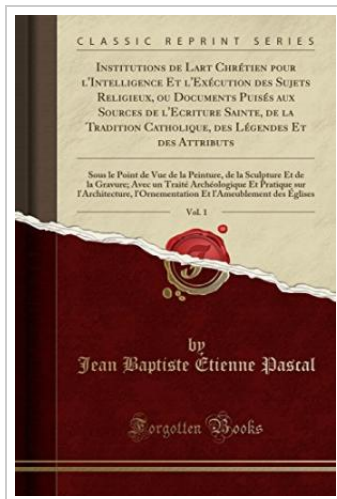 CLASSIC REPRINT SERIES
INSTITUTIONS DE LART CHRÉTIEN POUR
L'INTELLIGENCE ET L'EXÉCUTION DES SUJETS
RELIGIEUX, OU DOCUMENTS PUISÉS AUX
SOURCES DE L'ECRITURE SAINTE, DE LA
TRADITION CATHOLIQUE, DES LÉGENDES ET
DES ATTRIBUTS
Sous le Point de Vue de la Peinture, de la Sculpture Et de
la Gravure; Avec un Traité Archéologique Et Pratique sur
l'Architecture, l'Ornementation Et l'Ameublement des Églises
Vol. 1
F
by
Jean Baptiste Étienne Pascal
Forgotten Books